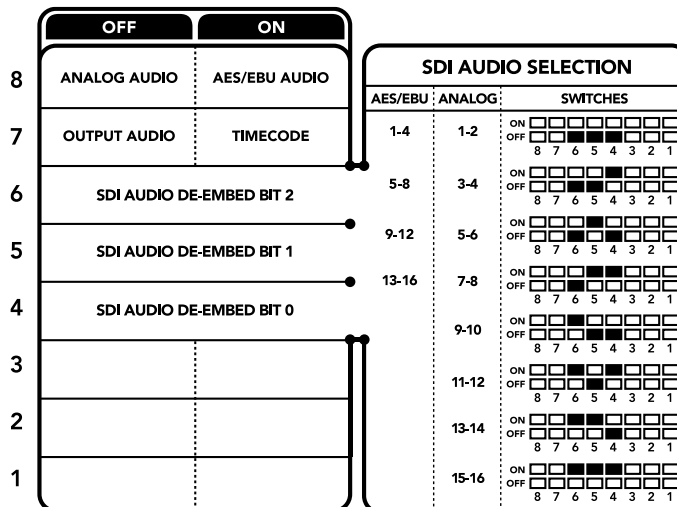 OFF ON
8 ANALOG AUDIO AES/EBU AUDIO
7 OUTPUT AUDIO TIMECODE
6 SDI AUDIO DE-EMBED BIT 2
5 SDI AUDIO DE-EMBED BIT 1
4 SDI AUDIO DE-EMBED BIT 0
3
2
1
SDI AUDIO SELECTION
AES/EBU ANALOG SWITCHES
1-4 1-2 ON
OFF
8 7 6 5 4 3 2 1
5-8 3-4 ON
OFF
8 7 6 5 4 3 2 1
9-12 5-6 ON
OFF
8 7 6 5 4 3 2 1
13-16 7-8 ON
OFF
8 7 6 5 4 3 2 1
9-10 ON
OFF
8 7 6 5 4 3 2 1
11-12 ON
OFF
8 7 6 5 4 3 2 1
13-14 ON
OFF
8 7 6 5 4 3 2 1
15-16 ON
OFF
8 7 6 5 4 3 2 1